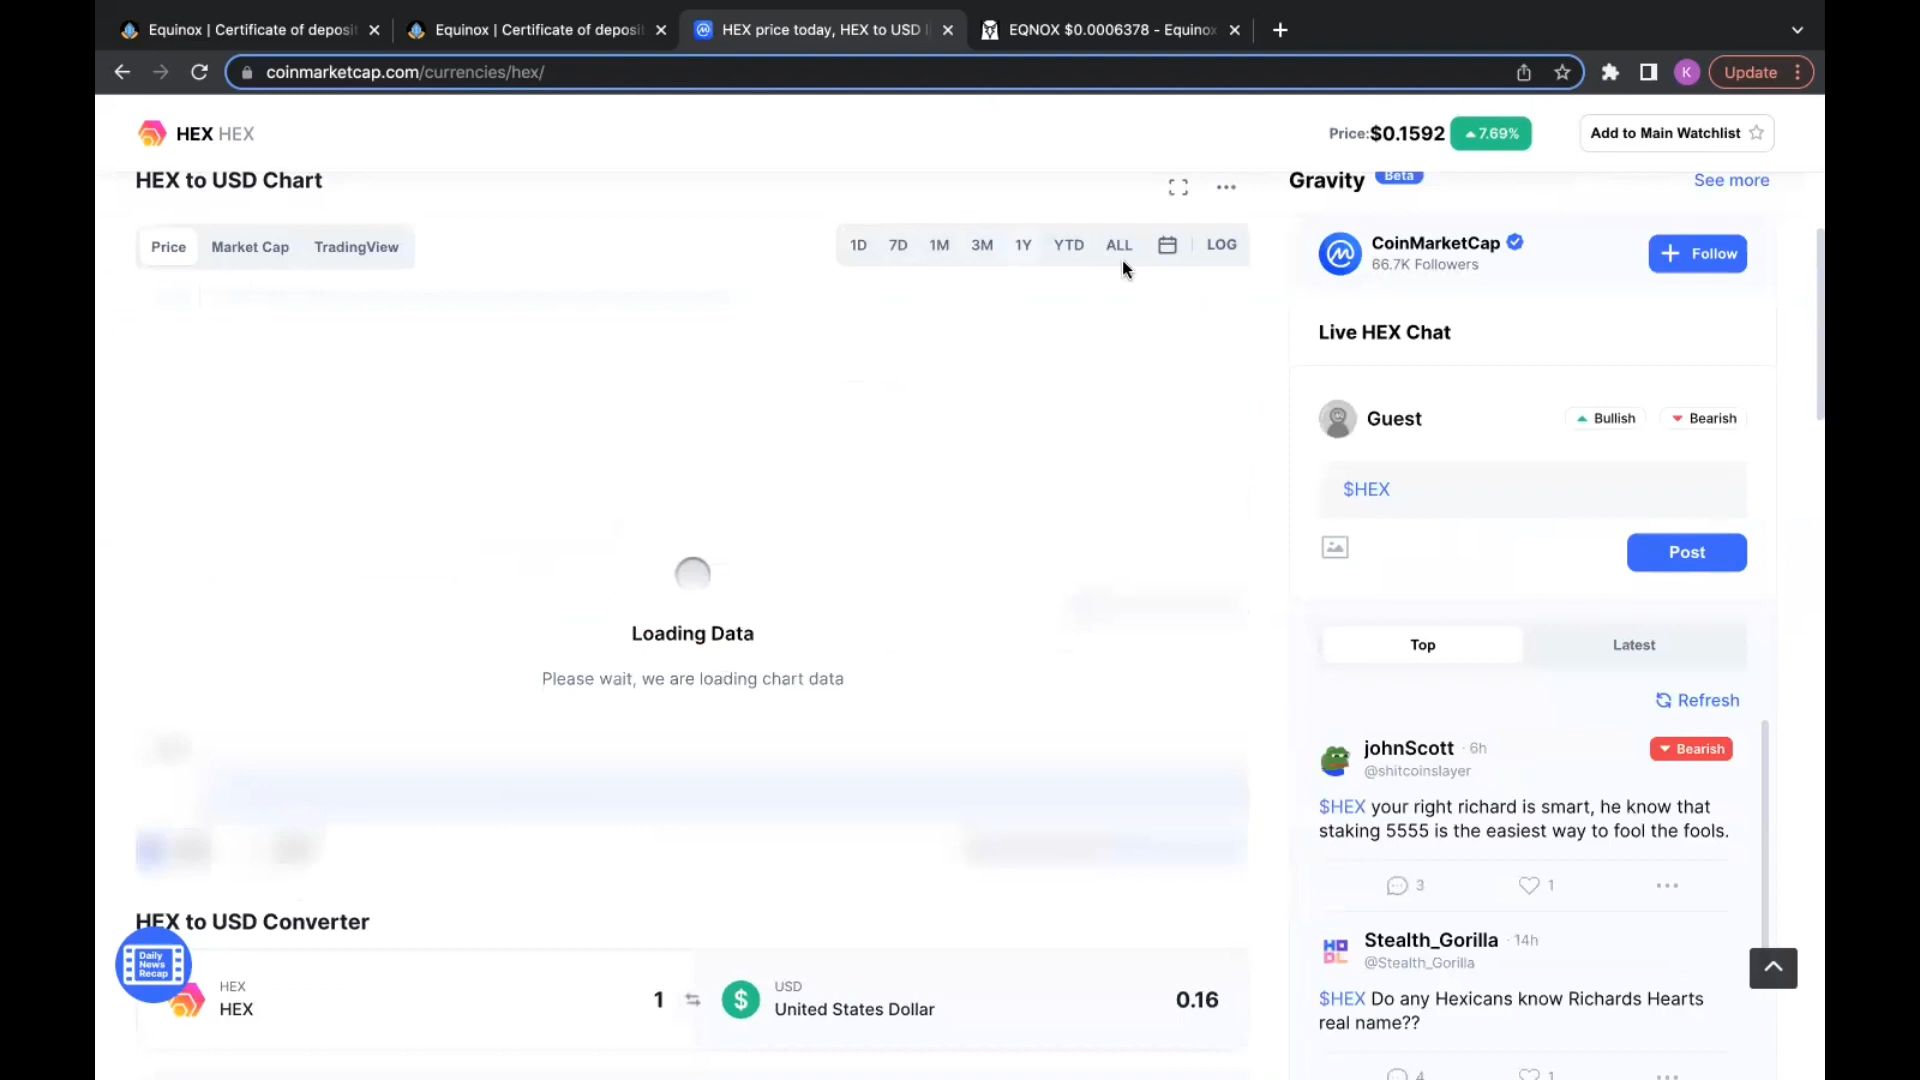 Equinox | Certificate of deposit
Equinox | Certificate of deposit
HEX price today, HEX to USD
EQNOX $0.0006378 - Equinox
coinmarketcap.com/currencies/hex/
K
Update
HEX HEX
Price:$0.1592
7.69%
Add to Main Watchlist
HEX to USD Chart
Gravity
Beta
See more
Price
Market Cap
TradingView
1D
7D
1M
3M
1Y
YTD
ALL
LOG
CoinMarketCap
66.7K Followers
Follow
Live HEX Chat
Guest
Bullish
Bearish
$HEX
Post
Loading Data
Please wait, we are loading chart data
Top
Latest
Refresh
johnScott · 6h
@shitcoinslayer
Bearish
$HEX your right richard is smart, he know that
staking 5555 is the easiest way to fool the fools.
3
1
Stealth_Gorilla · 14h
@Stealth_Gorilla
$HEX Do any Hexicans know Richards Hearts
real name??
4
1
HEX to USD Converter
Daily
News
Recap
HEX
HEX
1
USD
United States Dollar
0.16